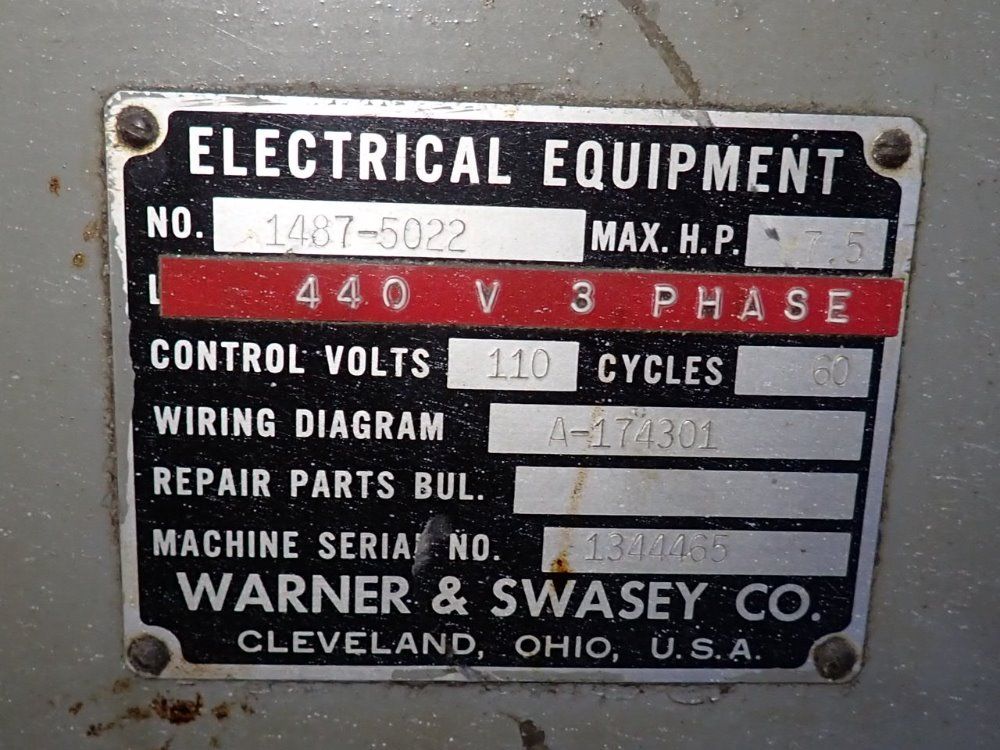 ELECTRICAL EQUIPMENT
NO. 1487-5022 MAX. H.P. 7.5
440 V 3 PHASE
CONTROL VOLTS 110 CYCLES 60
WIRING DIAGRAM A-174301
REPAIR PARTS BUL.
MACHINE SERIAL NO. 1344465
WARNER & SWASEY CO.
CLEVELAND, OHIO, U.S.A.